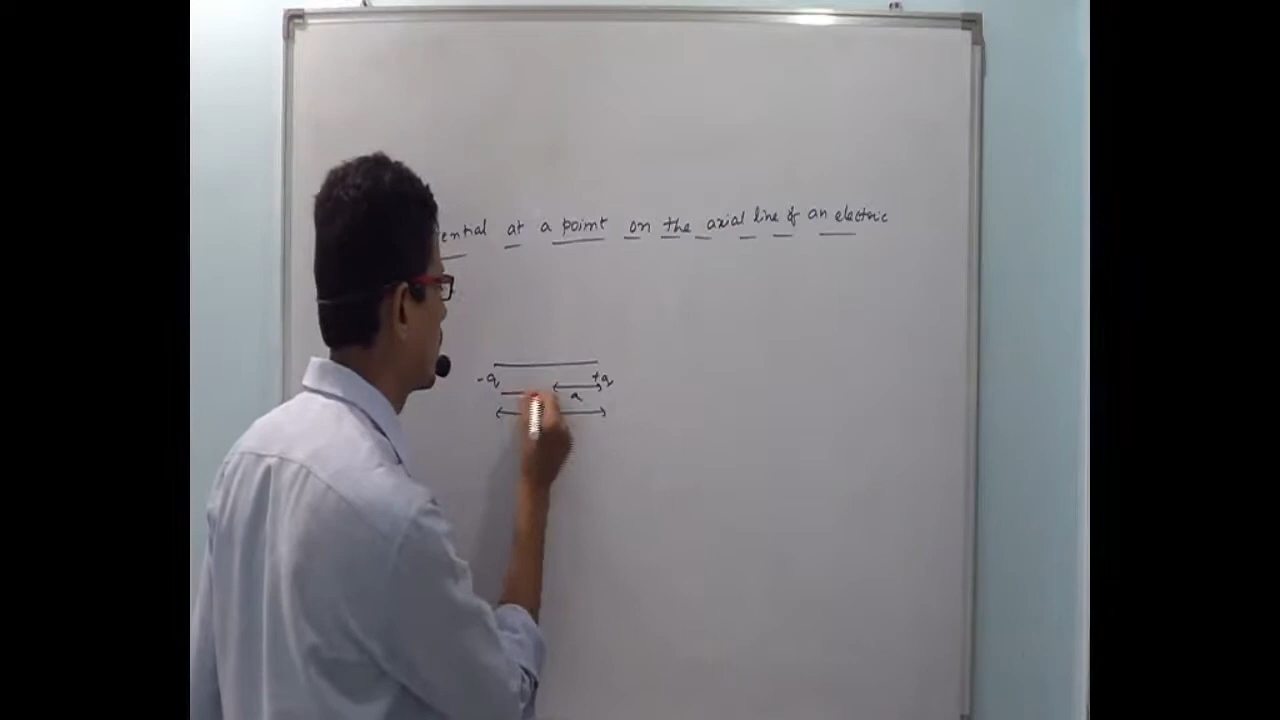 ential at a point on the axial line of an electric
-q +q
a